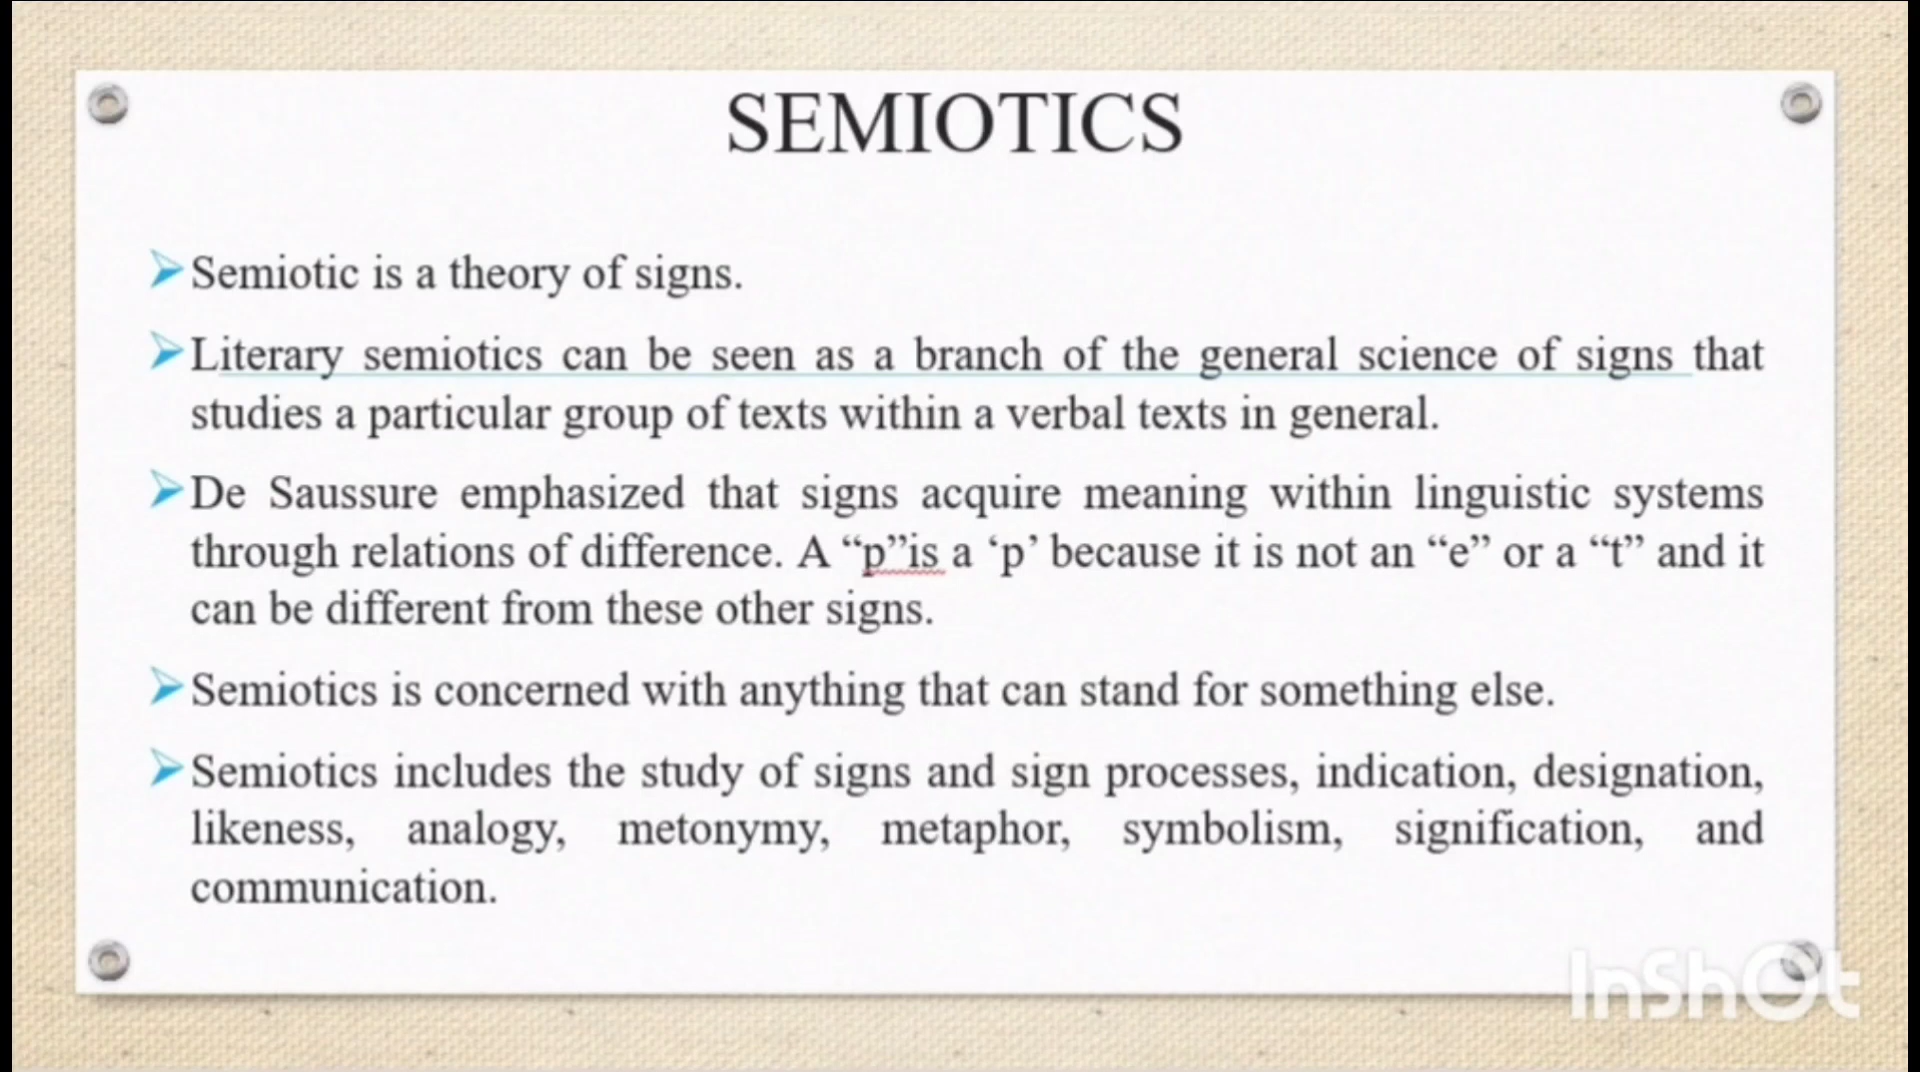 SEMIOTICS
➢Semiotic is a theory of signs.
➢Literary semiotics can be seen as a branch of the general science of signs that
studies a particular group of texts within a verbal texts in general.
➢De Saussure emphasized that signs acquire meaning within linguistic systems
through relations of difference. A “p”is a ‘p’ because it is not an “e” or a “t” and it
can be different from these other signs.
➢Semiotics is concerned with anything that can stand for something else.
➢Semiotics includes the study of signs and sign processes, indication, designation,
likeness, analogy, metonymy, metaphor, symbolism, signification, and
communication.
InShOt